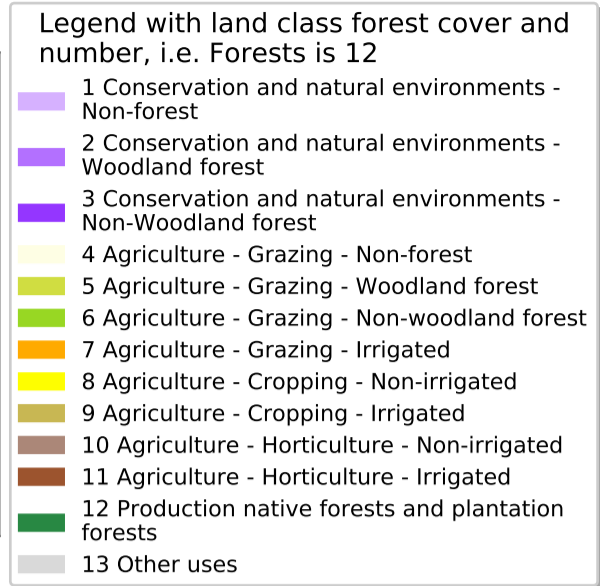 Legend with land class forest cover and
number, i.e. Forests is 12
1 Conservation and natural environments -
Non-forest
2 Conservation and natural environments -
Woodland forest
3 Conservation and natural environments -
Non-Woodland forest
4 Agriculture - Grazing - Non-forest
5 Agriculture - Grazing - Woodland forest
6 Agriculture - Grazing - Non-woodland forest
7 Agriculture - Grazing - Irrigated
8 Agriculture - Cropping - Non-irrigated
9 Agriculture - Cropping - Irrigated
10 Agriculture - Horticulture - Non-irrigated
11 Agriculture - Horticulture - Irrigated
12 Production native forests and plantation
forests
13 Other uses